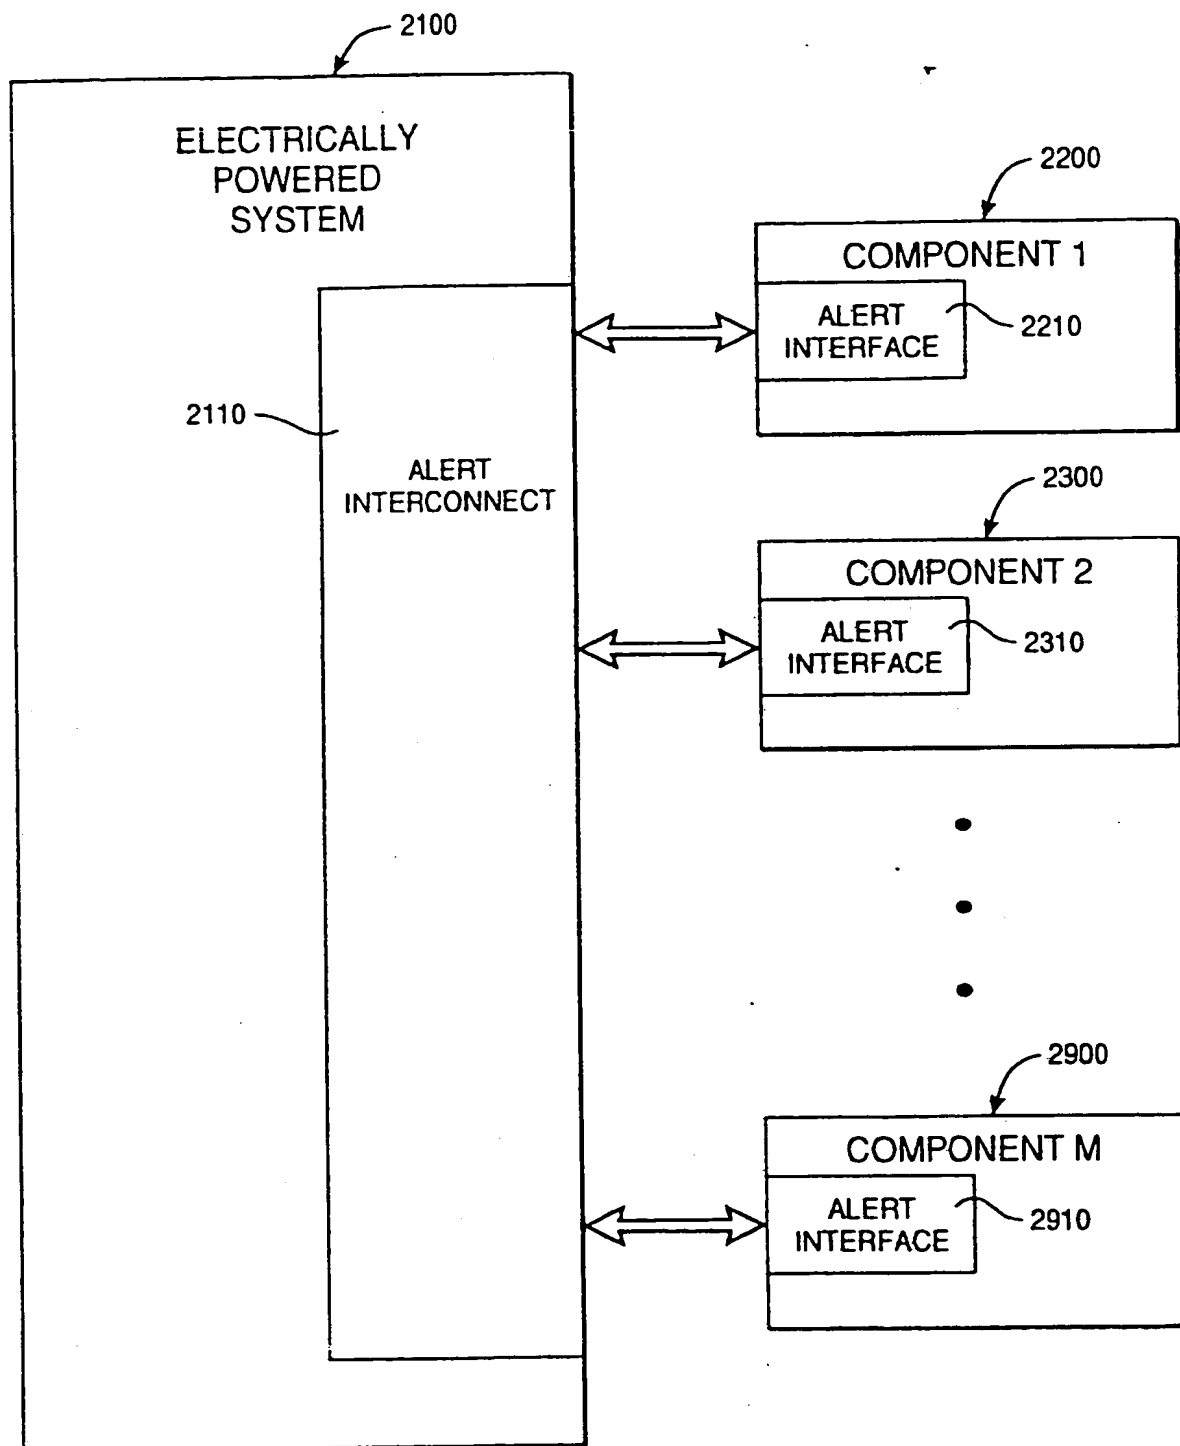 2100
ELECTRICALLY
POWERED
SYSTEM
2200
COMPONENT 1
ALERT
INTERFACE
2210
2110
ALERT
INTERCONNECT
2300
COMPONENT 2
ALERT
INTERFACE
2310
2900
COMPONENT M
ALERT
INTERFACE
2910